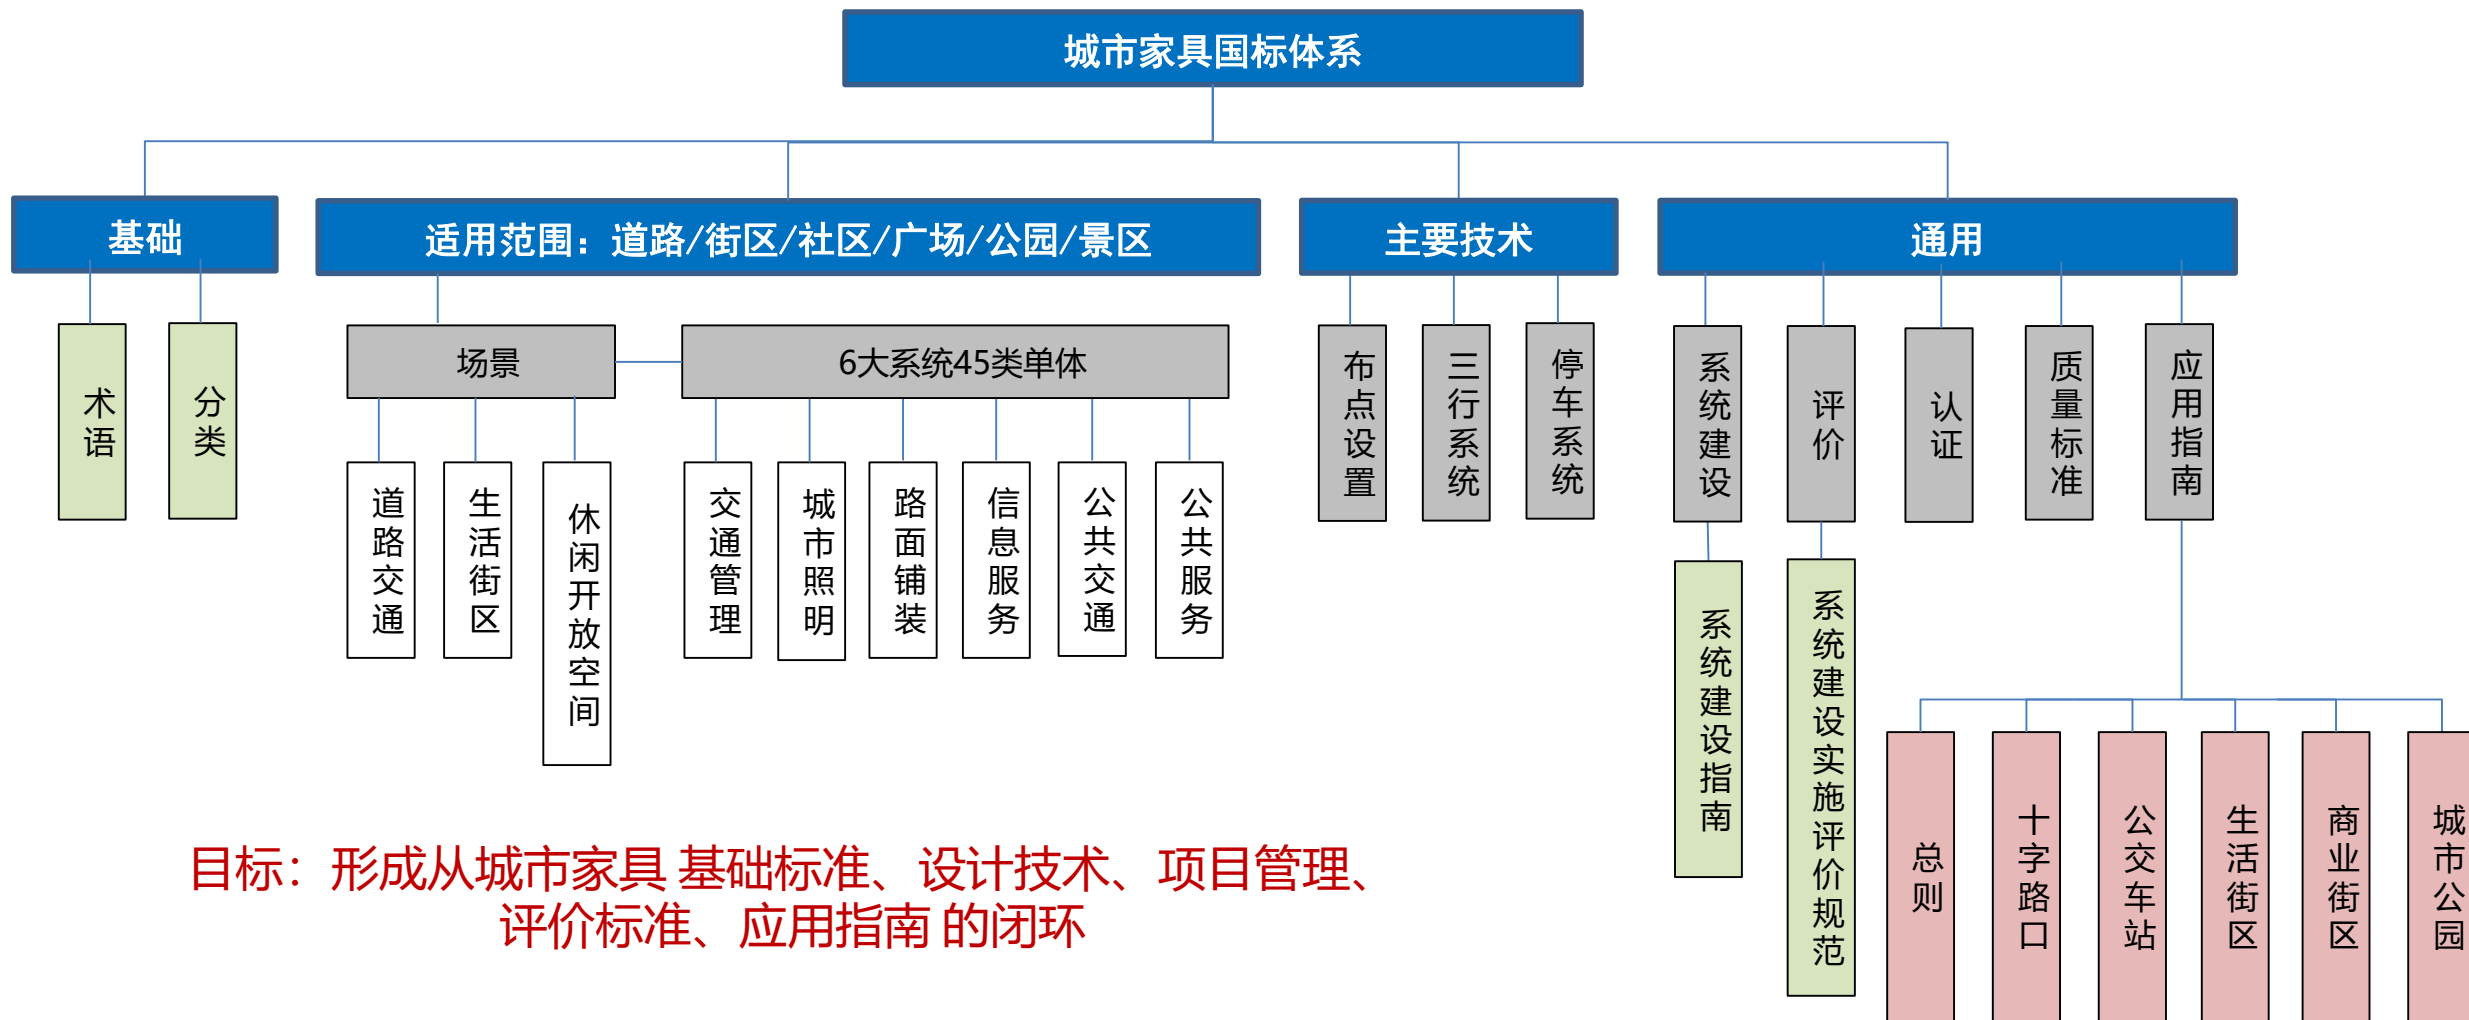 城市家具国标体系
基础
适用范围：道路/街区/社区/广场/公园/景区
主要技术
通用
术语
分类
场景
6大系统45类单体
布点设置
三行系统
停车系统
系统建设
评价
认证
质量标准
应用指南
道路交通
生活街区
休闲开放空间
交通管理
城市照明
路面铺装
信息服务
公共交通
公共服务
系统建设指南
系统建设实施评价规范
总则
十字路口
公交车站
生活街区
商业街区
城市公园
目标：形成从城市家具 基础标准、设计技术、项目管理、
评价标准、应用指南 的闭环